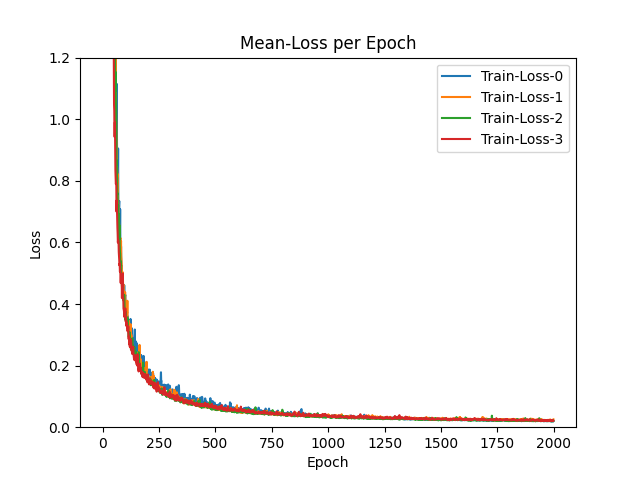 Mean-Loss per Epoch
Loss
1.2
1.0
0.8
0.6
0.4
0.2
0.0
Train-Loss-0
Train-Loss-1
Train-Loss-2
Train-Loss-3
0 250 500 750 1000 1250 1500 1750 2000
Epoch